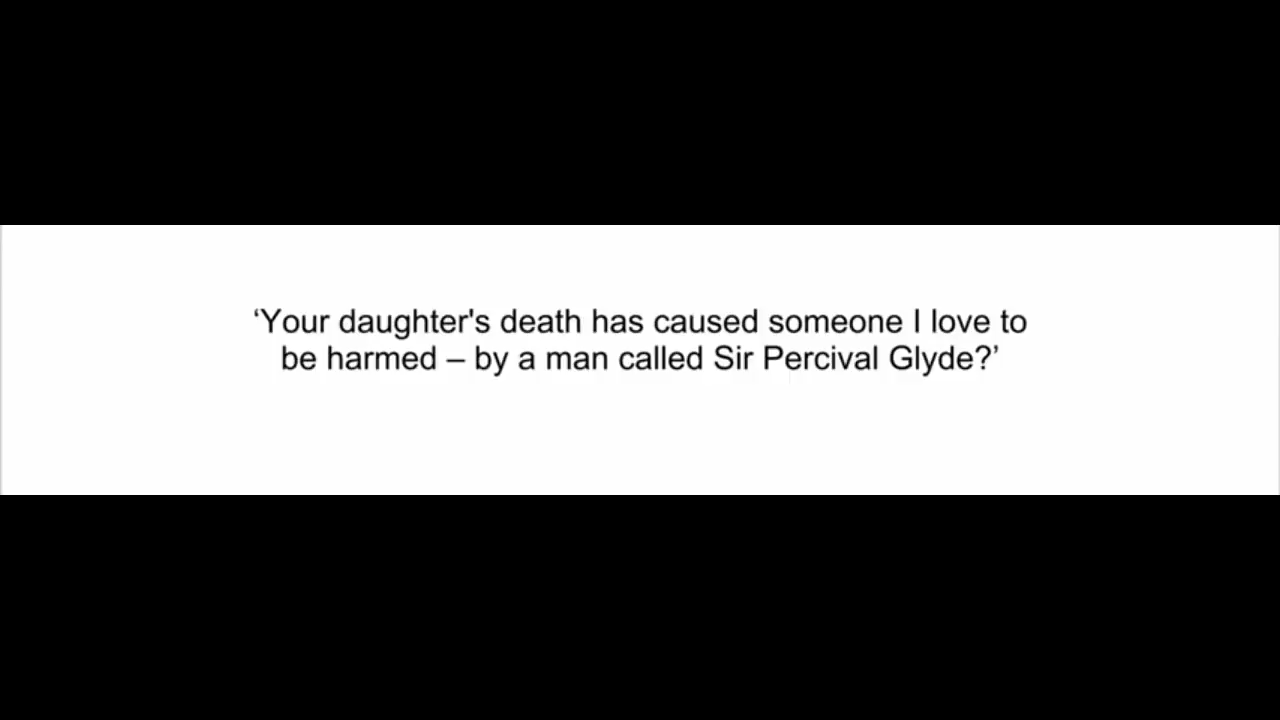 ‘Your daughter's death has caused someone I love to
be harmed – by a man called Sir Percival Glyde?’